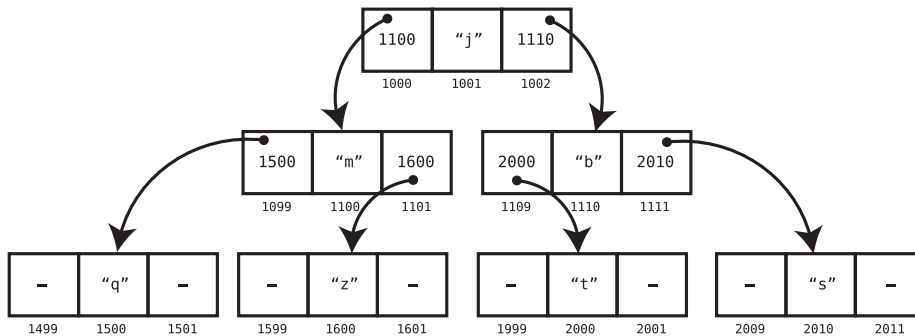 1100 “j” 1110
1000 1001 1002
1500 “m” 1600 2000 “b” 2010
1099 1100 1101 1109 1110 1111
- “q” - - “z” - - “t” - - “s” -
1499 1500 1501 1599 1600 1601 1999 2000 2001 2009 2010 2011